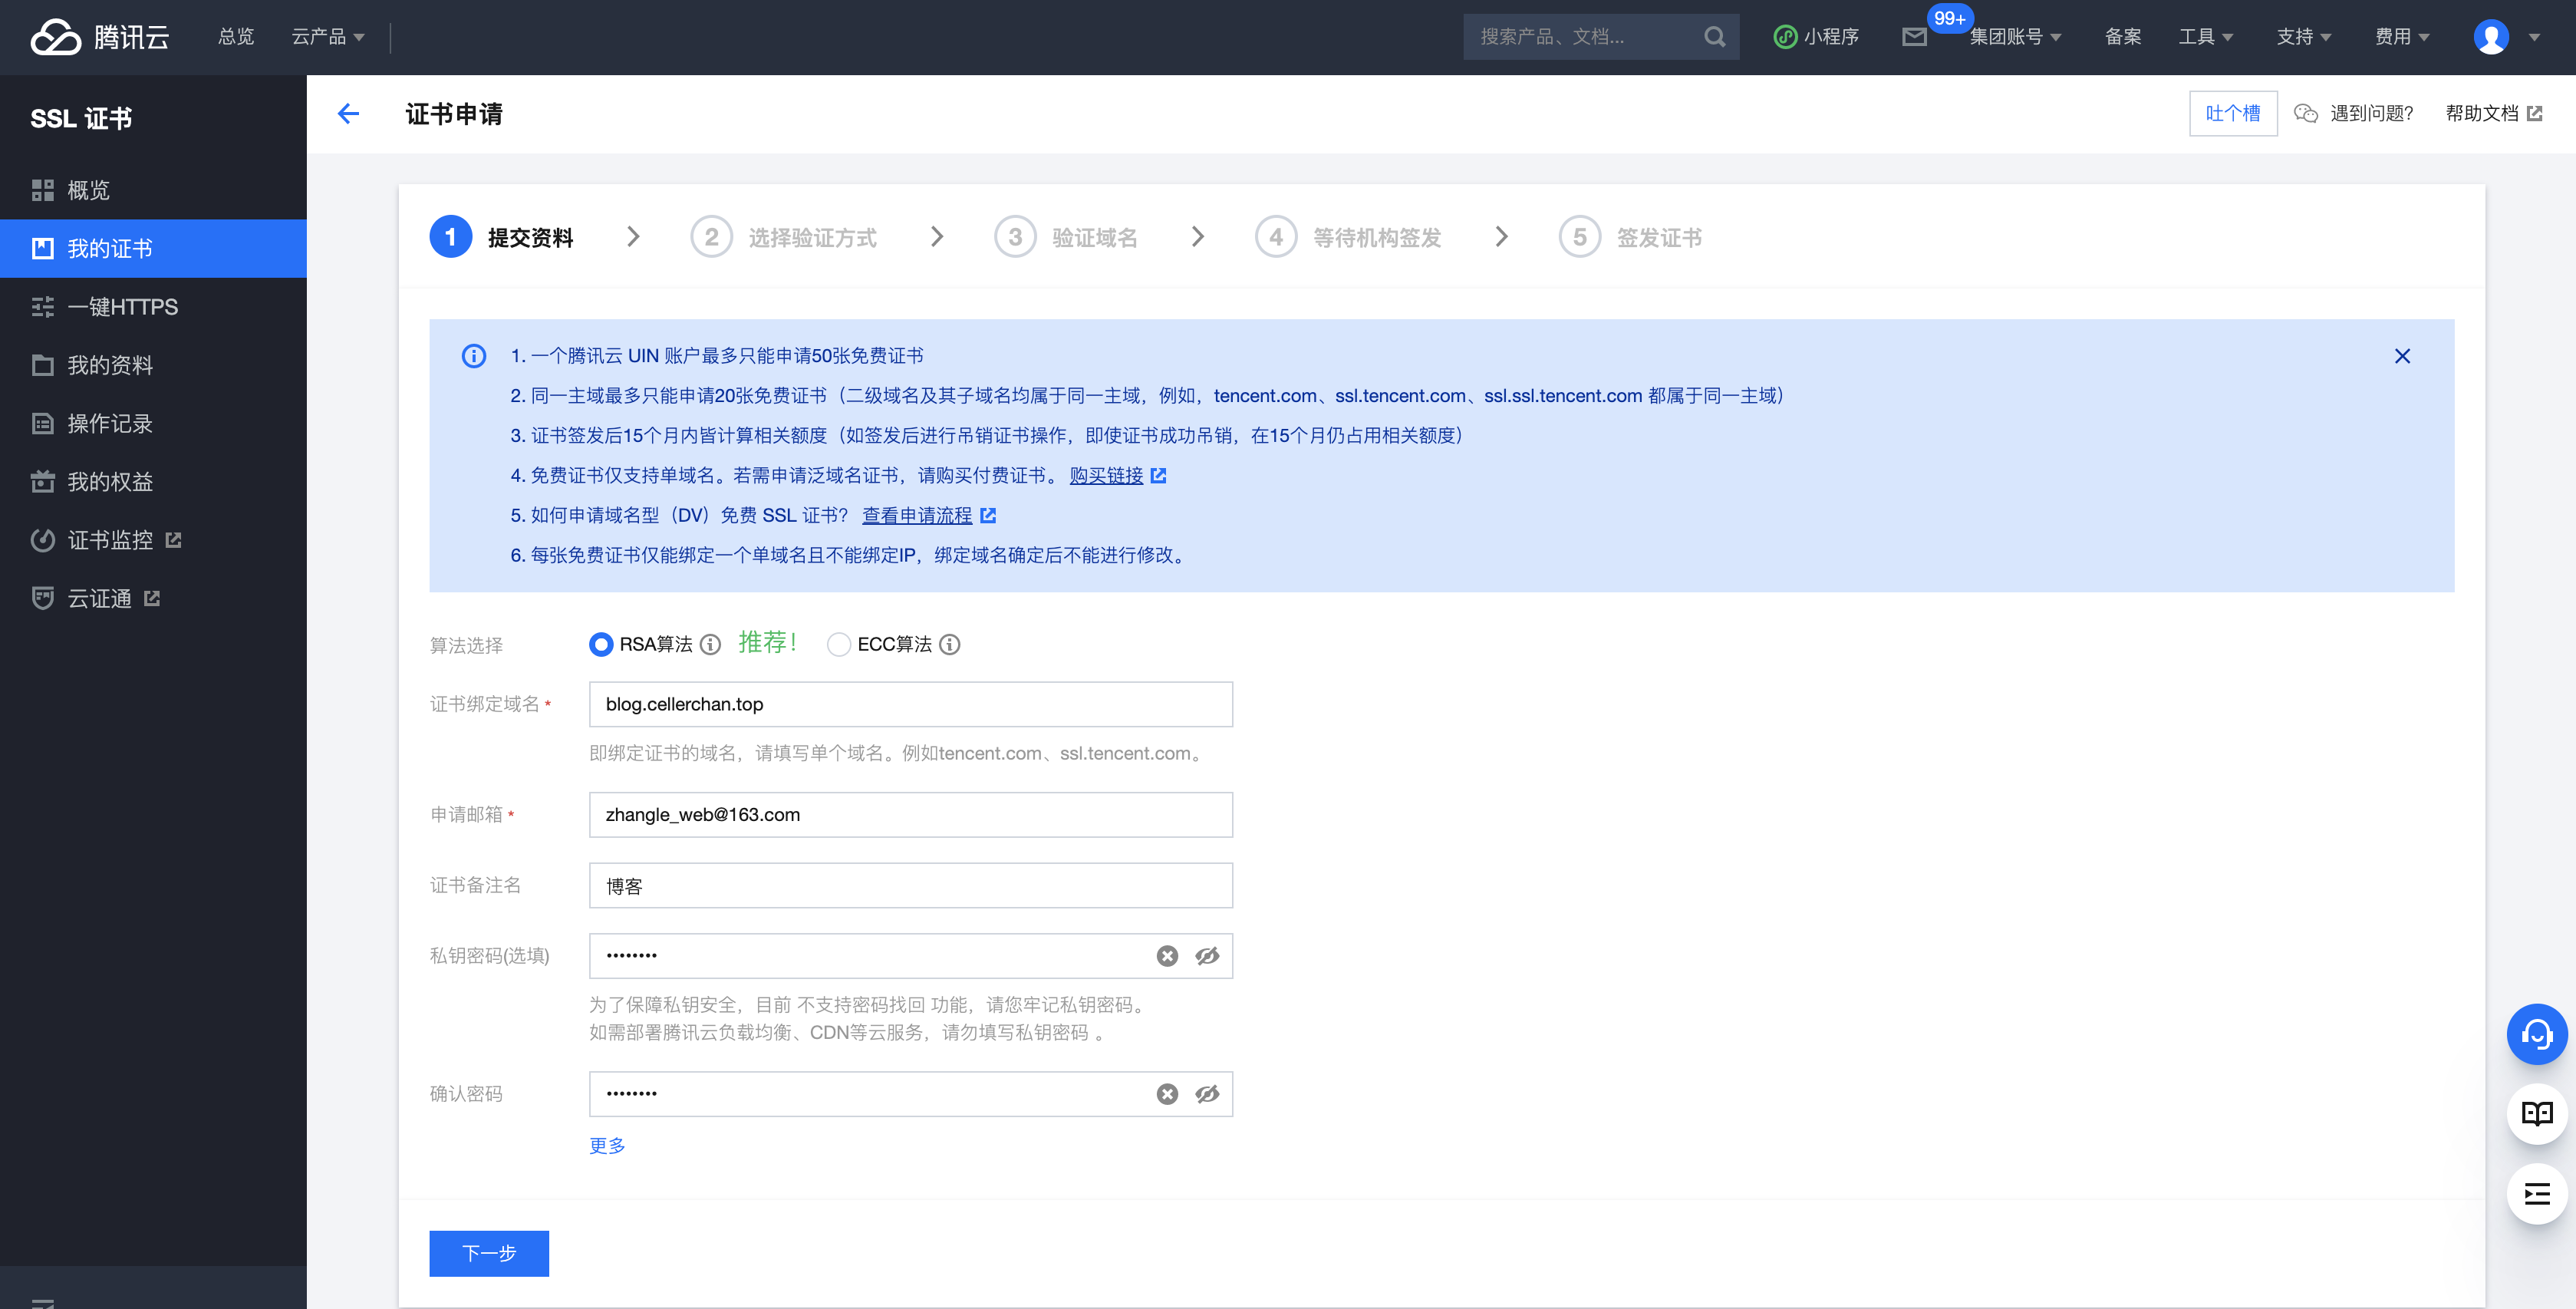 腾讯云
总览
云产品
搜索产品、文档...
小程序
99+
集团账号
备案
工具
支持
费用
SSL 证书
概览
我的证书
一键HTTPS
我的资料
操作记录
我的权益
证书监控
云证通
证书申请
吐个槽
遇到问题?
帮助文档
1 提交资料
2 选择验证方式
3 验证域名
4 等待机构签发
5 签发证书
1. 一个腾讯云 UIN 账户最多只能申请50张免费证书
2. 同一主域最多只能申请20张免费证书（二级域名及其子域名均属于同一主域，例如，tencent.com、ssl.tencent.com、ssl.ssl.tencent.com 都属于同一主域）
3. 证书签发后15个月内皆计算相关额度（如签发后进行吊销证书操作，即使证书成功吊销，在15个月仍占用相关额度）
4. 免费证书仅支持单域名。若需申请泛域名证书，请购买付费证书。 购买链接
5. 如何申请域名型（DV）免费 SSL 证书？ 查看申请流程
6. 每张免费证书仅能绑定一个单域名且不能绑定IP，绑定域名确定后不能进行修改。
算法选择 RSA算法 推荐！ ECC算法
证书绑定域名* blog.cellerchan.top
即绑定证书的域名，请填写单个域名。例如tencent.com、ssl.tencent.com。
申请邮箱* zhangle_web@163.com
证书备注名 博客
私钥密码(选填) ••••••••
为了保障私钥安全，目前 不支持密码找回 功能，请您牢记私钥密码。
如需部署腾讯云负载均衡、CDN等云服务，请勿填写私钥密码 。
确认密码 ••••••••
更多
下一步